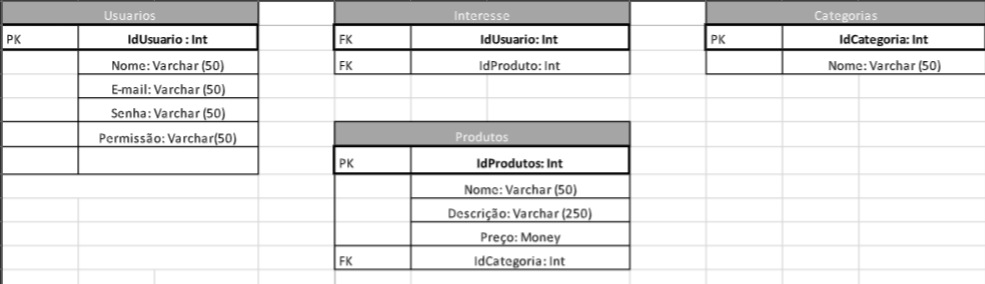 Usuarios
PK IdUsuario : Int
Nome: Varchar (50)
E-mail: Varchar (50)
Senha: Varchar (50)
Permissão: Varchar(50)
Interesse
FK IdUsuario: Int
FK IdProduto: Int
Produtos
PK IdProdutos: Int
Nome: Varchar (50)
Descrição: Varchar (250)
Preço: Money
FK IdCategoria: Int
Categorias
PK IdCategoria: Int
Nome: Varchar (50)